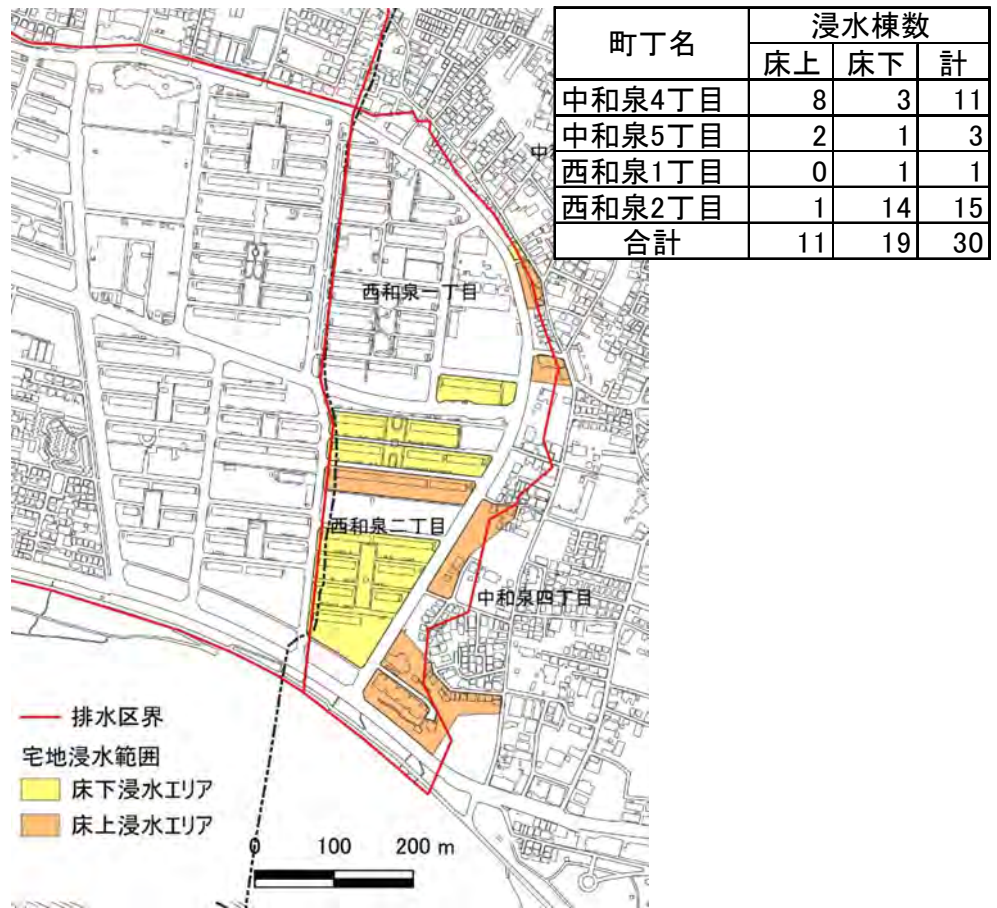 町丁名 浸水棟数
床上 床下 計
中和泉4丁目 8 3 11
中和泉5丁目 2 1 3
西和泉1丁目 0 1 1
西和泉2丁目 1 14 15
合計 11 19 30
中
西和泉一丁目
西和泉二丁目
中和泉四丁目
排水区界
宅地浸水範囲
床下浸水エリア
床上浸水エリア
0 100 200 m